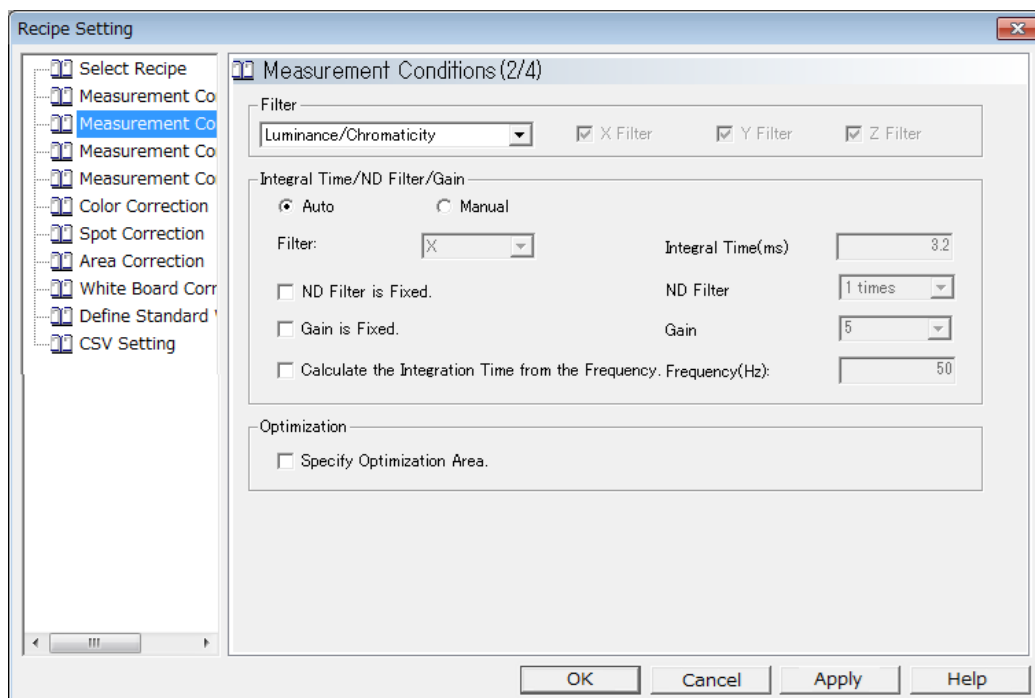 Recipe Setting
Select Recipe
Measurement Co
Measurement Co
Measurement Co
Measurement Co
Color Correction
Spot Correction
Area Correction
White Board Corr
Define Standard
CSV Setting
Measurement Conditions(2/4)
Filter
Luminance/Chromaticity
X Filter
Y Filter
Z Filter
Integral Time/ND Filter/Gain
Auto
Manual
Filter:
X
Integral Time(ms)
3.2
ND Filter is Fixed.
ND Filter
1 times
Gain is Fixed.
Gain
5
Calculate the Integration Time from the Frequency.
Frequency(Hz):
50
Optimization
Specify Optimization Area.
OK
Cancel
Apply
Help